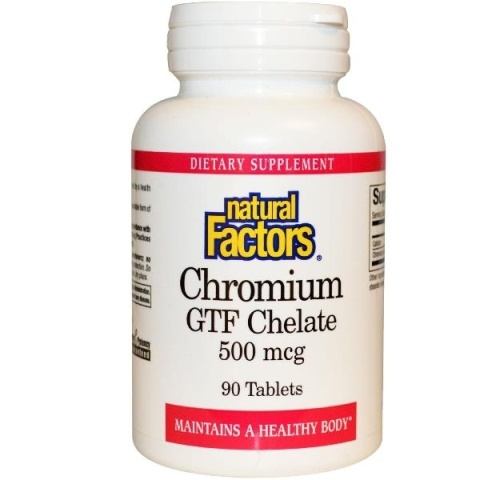 DIETARY SUPPLEMENT
natural
Factors®
Chromium
GTF Chelate
500 mcg
90 Tablets
MAINTAINS A HEALTHY BODY*